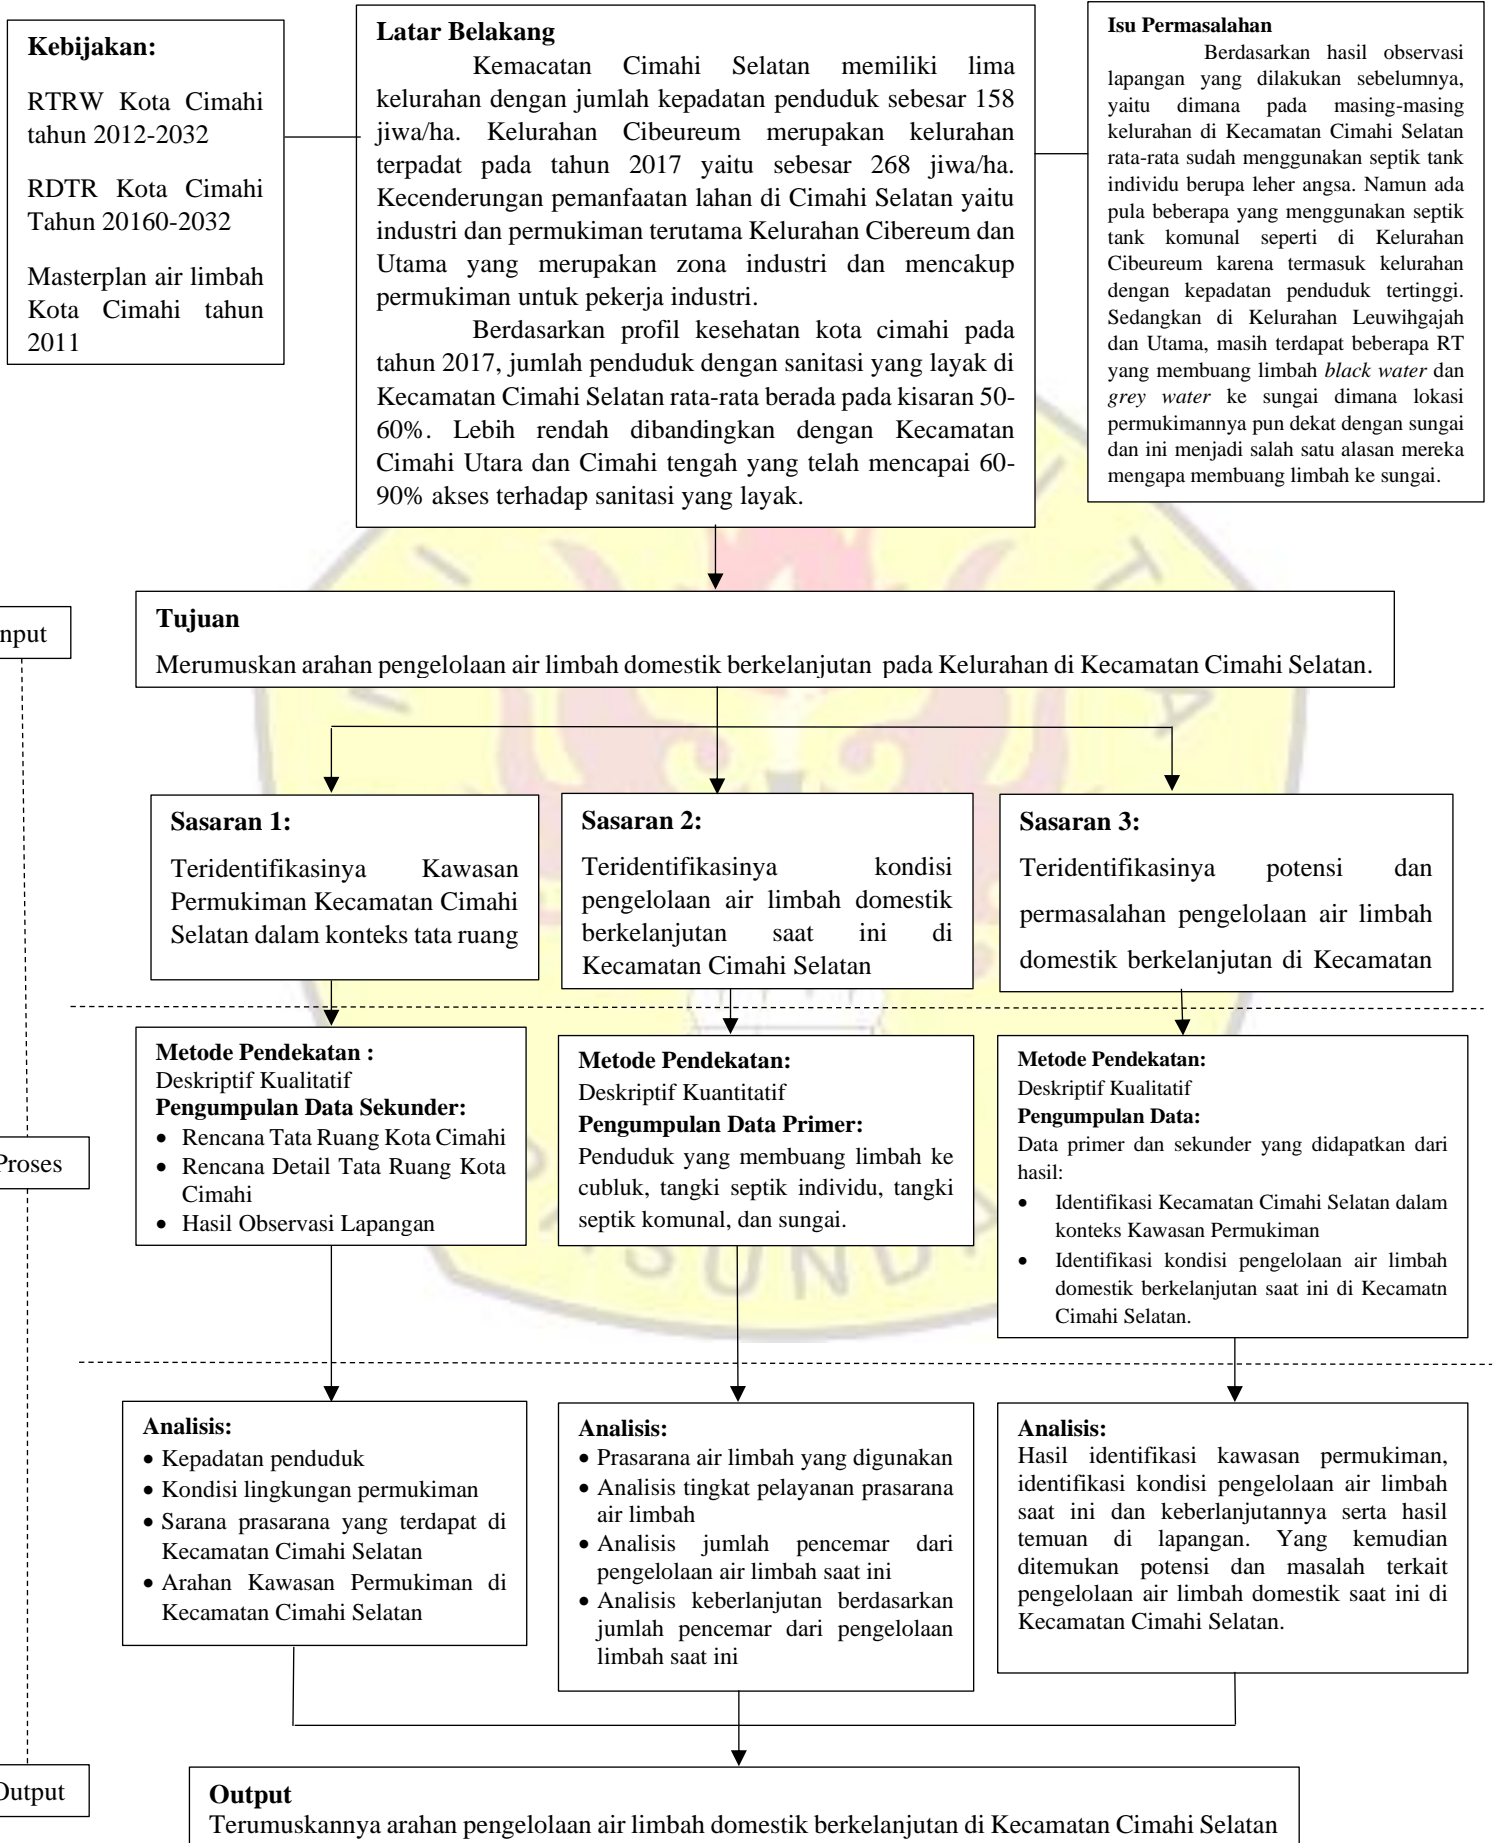 Kebijakan:
RTRW Kota Cimahi
tahun 2012-2032
RDTR Kota Cimahi
Tahun 20160-2032
Masterplan air limbah
Kota Cimahi tahun
2011
Latar Belakang
Kemacatan Cimahi Selatan memiliki lima
kelurahan dengan jumlah kepadatan penduduk sebesar 158
jiwa/ha. Kelurahan Cibeureum merupakan kelurahan
terpadat pada tahun 2017 yaitu sebesar 268 jiwa/ha.
Kecenderungan pemanfaatan lahan di Cimahi Selatan yaitu
industri dan permukiman terutama Kelurahan Cibereum dan
Utama yang merupakan zona industri dan mencakup
permukiman untuk pekerja industri.
Berdasarkan profil kesehatan kota cimahi pada
tahun 2017, jumlah penduduk dengan sanitasi yang layak di
Kecamatan Cimahi Selatan rata-rata berada pada kisaran 50-
60%. Lebih rendah dibandingkan dengan Kecamatan
Cimahi Utara dan Cimahi tengah yang telah mencapai 60-
90% akses terhadap sanitasi yang layak.
Isu Permasalahan
Berdasarkan hasil observasi
lapangan yang dilakukan sebelumnya,
yaitu dimana pada masing-masing
kelurahan di Kecamatan Cimahi Selatan
rata-rata sudah menggunakan septik tank
individu berupa leher angsa. Namun ada
pula beberapa yang menggunakan septik
tank komunal seperti di Kelurahan
Cibeureum karena termasuk kelurahan
dengan kepadatan penduduk tertinggi.
Sedangkan di Kelurahan Leuwihgajah
dan Utama, masih terdapat beberapa RT
yang membuang limbah black water dan
grey water ke sungai dimana lokasi
permukimannya pun dekat dengan sungai
dan ini menjadi salah satu alasan mereka
mengapa membuang limbah ke sungai.
nput
Tujuan
Merumuskan arahan pengelolaan air limbah domestik berkelanjutan pada Kelurahan di Kecamatan Cimahi Selatan.
Sasaran 1:
Teridentifikasinya Kawasan
Permukiman Kecamatan Cimahi
Selatan dalam konteks tata ruang
Sasaran 2:
Teridentifikasinya kondisi
pengelolaan air limbah domestik
berkelanjutan saat ini di
Kecamatan Cimahi Selatan
Sasaran 3:
Teridentifikasinya potensi dan
permasalahan pengelolaan air limbah
domestik berkelanjutan di Kecamatan
Proses
Metode Pendekatan :
Deskriptif Kualitatif
Pengumpulan Data Sekunder:
• Rencana Tata Ruang Kota Cimahi
• Rencana Detail Tata Ruang Kota
Cimahi
• Hasil Observasi Lapangan
Metode Pendekatan:
Deskriptif Kuantitatif
Pengumpulan Data Primer:
Penduduk yang membuang limbah ke
cubluk, tangki septik individu, tangki
septik komunal, dan sungai.
Metode Pendekatan:
Deskriptif Kualitatif
Pengumpulan Data:
Data primer dan sekunder yang didapatkan dari
hasil:
• Identifikasi Kecamatan Cimahi Selatan dalam
konteks Kawasan Permukiman
• Identifikasi kondisi pengelolaan air limbah
domestik berkelanjutan saat ini di Kecamatn
Cimahi Selatan.
Analisis:
• Kepadatan penduduk
• Kondisi lingkungan permukiman
• Sarana prasarana yang terdapat di
Kecamatan Cimahi Selatan
• Arahan Kawasan Permukiman di
Kecamatan Cimahi Selatan
Analisis:
• Prasarana air limbah yang digunakan
• Analisis tingkat pelayanan prasarana
air limbah
• Analisis jumlah pencemar dari
pengelolaan air limbah saat ini
• Analisis keberlanjutan berdasarkan
jumlah pencemar dari pengelolaan
limbah saat ini
Analisis:
Hasil identifikasi kawasan permukiman,
identifikasi kondisi pengelolaan air limbah
saat ini dan keberlanjutannya serta hasil
temuan di lapangan. Yang kemudian
ditemukan potensi dan masalah terkait
pengelolaan air limbah domestik saat ini di
Kecamatan Cimahi Selatan.
Output
Output
Terumuskannya arahan pengelolaan air limbah domestik berkelanjutan di Kecamatan Cimahi Selatan